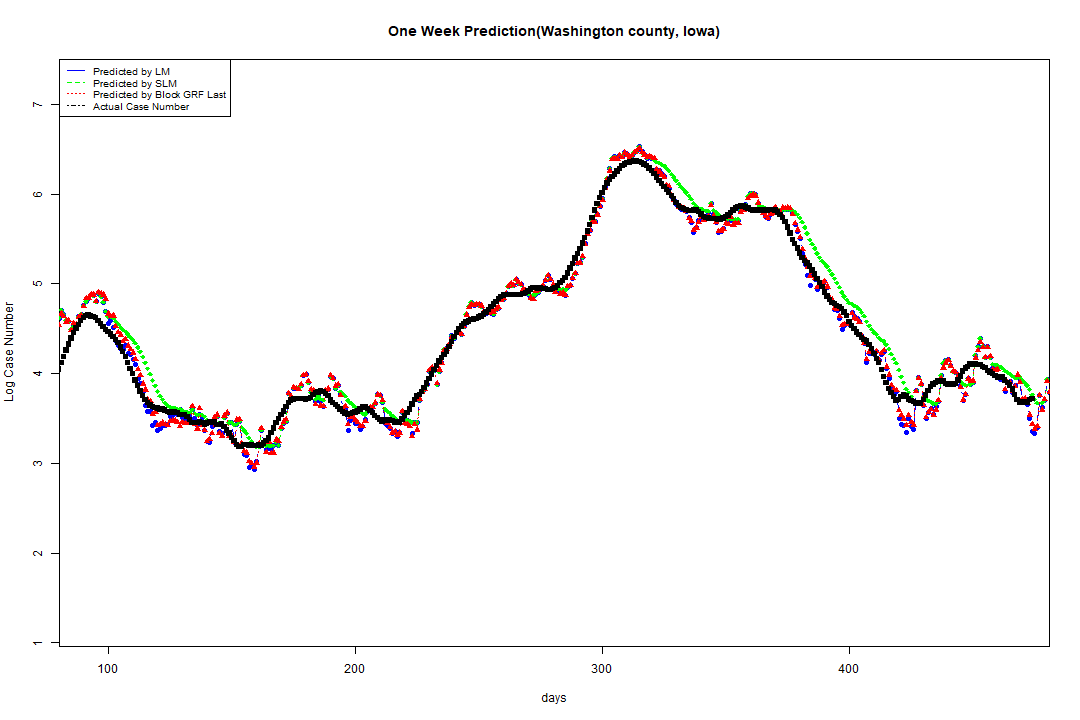 One Week Prediction(Washington county, Iowa)
Predicted by LM
Predicted by SLM
Predicted by Block GRF Last
Actual Case Number
7
6
5
4
3
2
1
Log Case Number
100 200 300 400
days